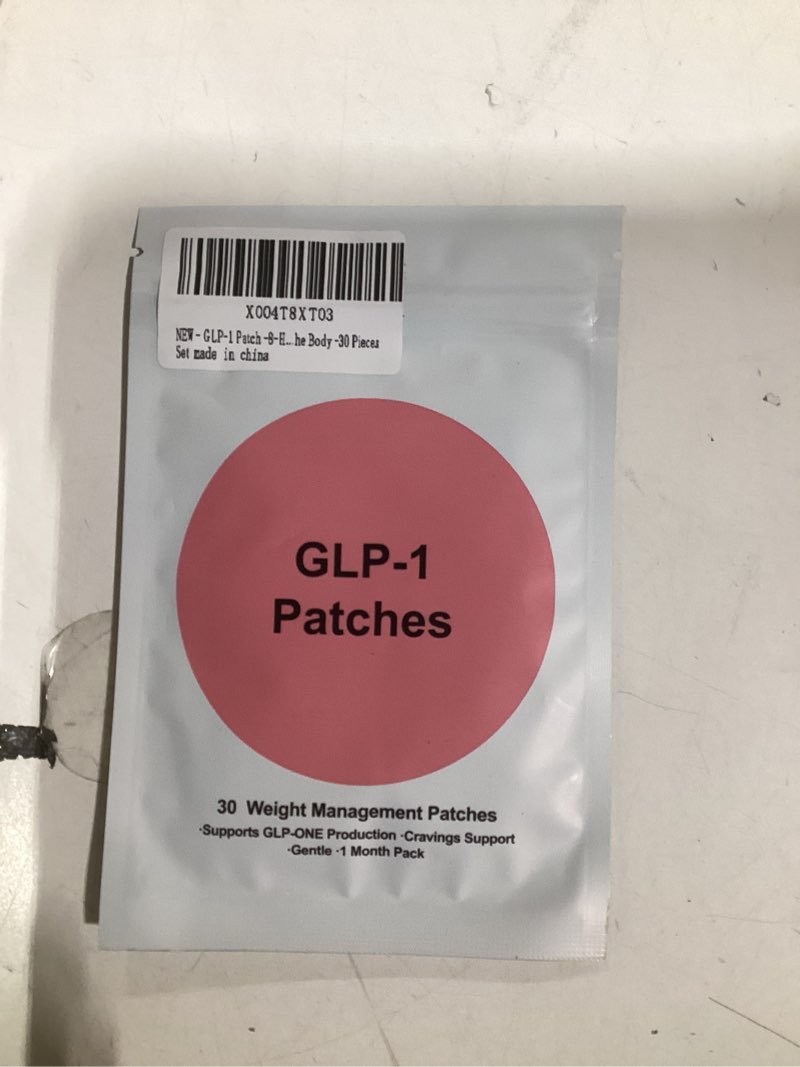 X004T8XT03
NEW - GLP-1 Patch -8-H... he Body -30 Pieces
Set made in china
GLP-1
Patches
30 Weight Management Patches
·Supports GLP-ONE Production ·Cravings Support
·Gentle ·1 Month Pack